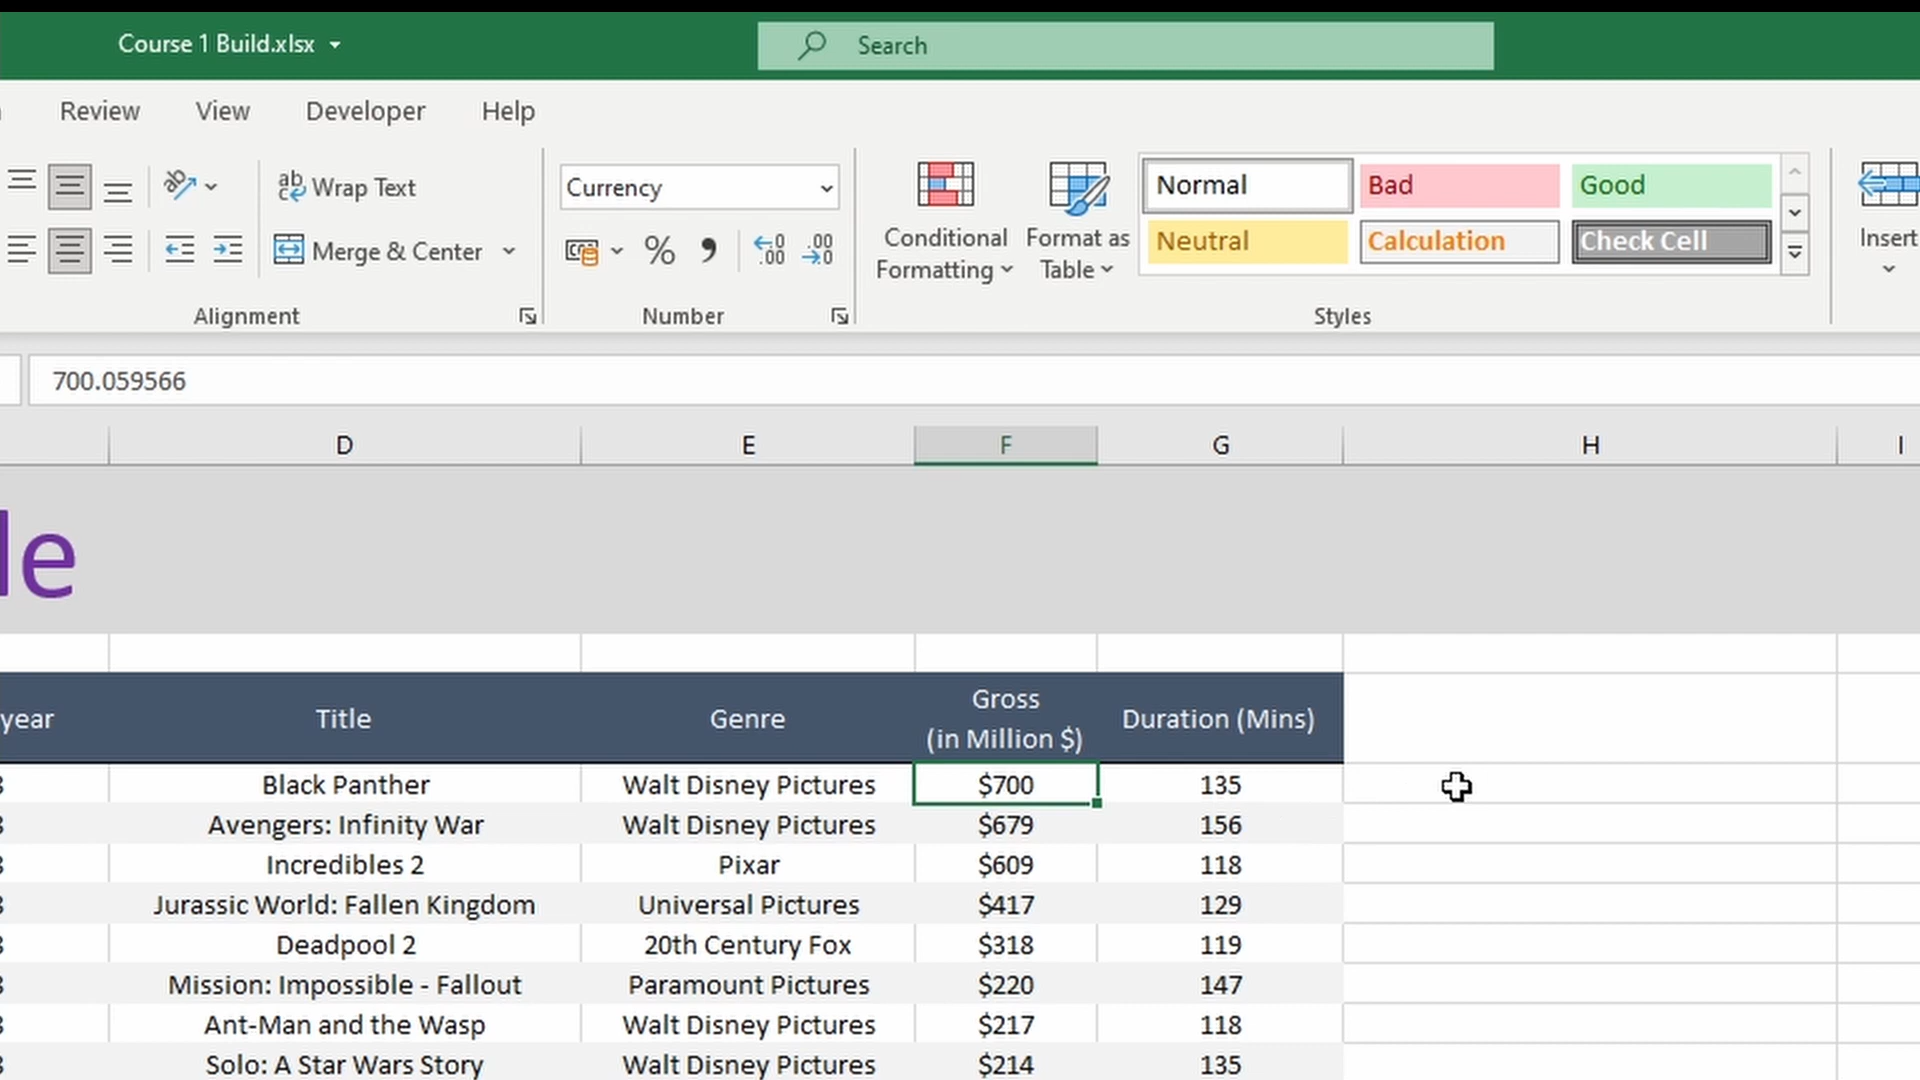 Course 1 Build.xlsx
Search
Review View Developer Help
Wrap Text
Merge & Center
Alignment
Currency
% ,
Number
Conditional
Formatting
Format as
Table
Normal Bad Good
Neutral Calculation Check Cell
Styles
Insert
700.059566
D E F G H I
le
year Title Genre Gross
(in Million $) Duration (Mins)
Black Panther Walt Disney Pictures $700 135
Avengers: Infinity War Walt Disney Pictures $679 156
Incredibles 2 Pixar $609 118
Jurassic World: Fallen Kingdom Universal Pictures $417 129
Deadpool 2 20th Century Fox $318 119
Mission: Impossible - Fallout Paramount Pictures $220 147
Ant-Man and the Wasp Walt Disney Pictures $217 118
Solo: A Star Wars Story Walt Disney Pictures $214 135